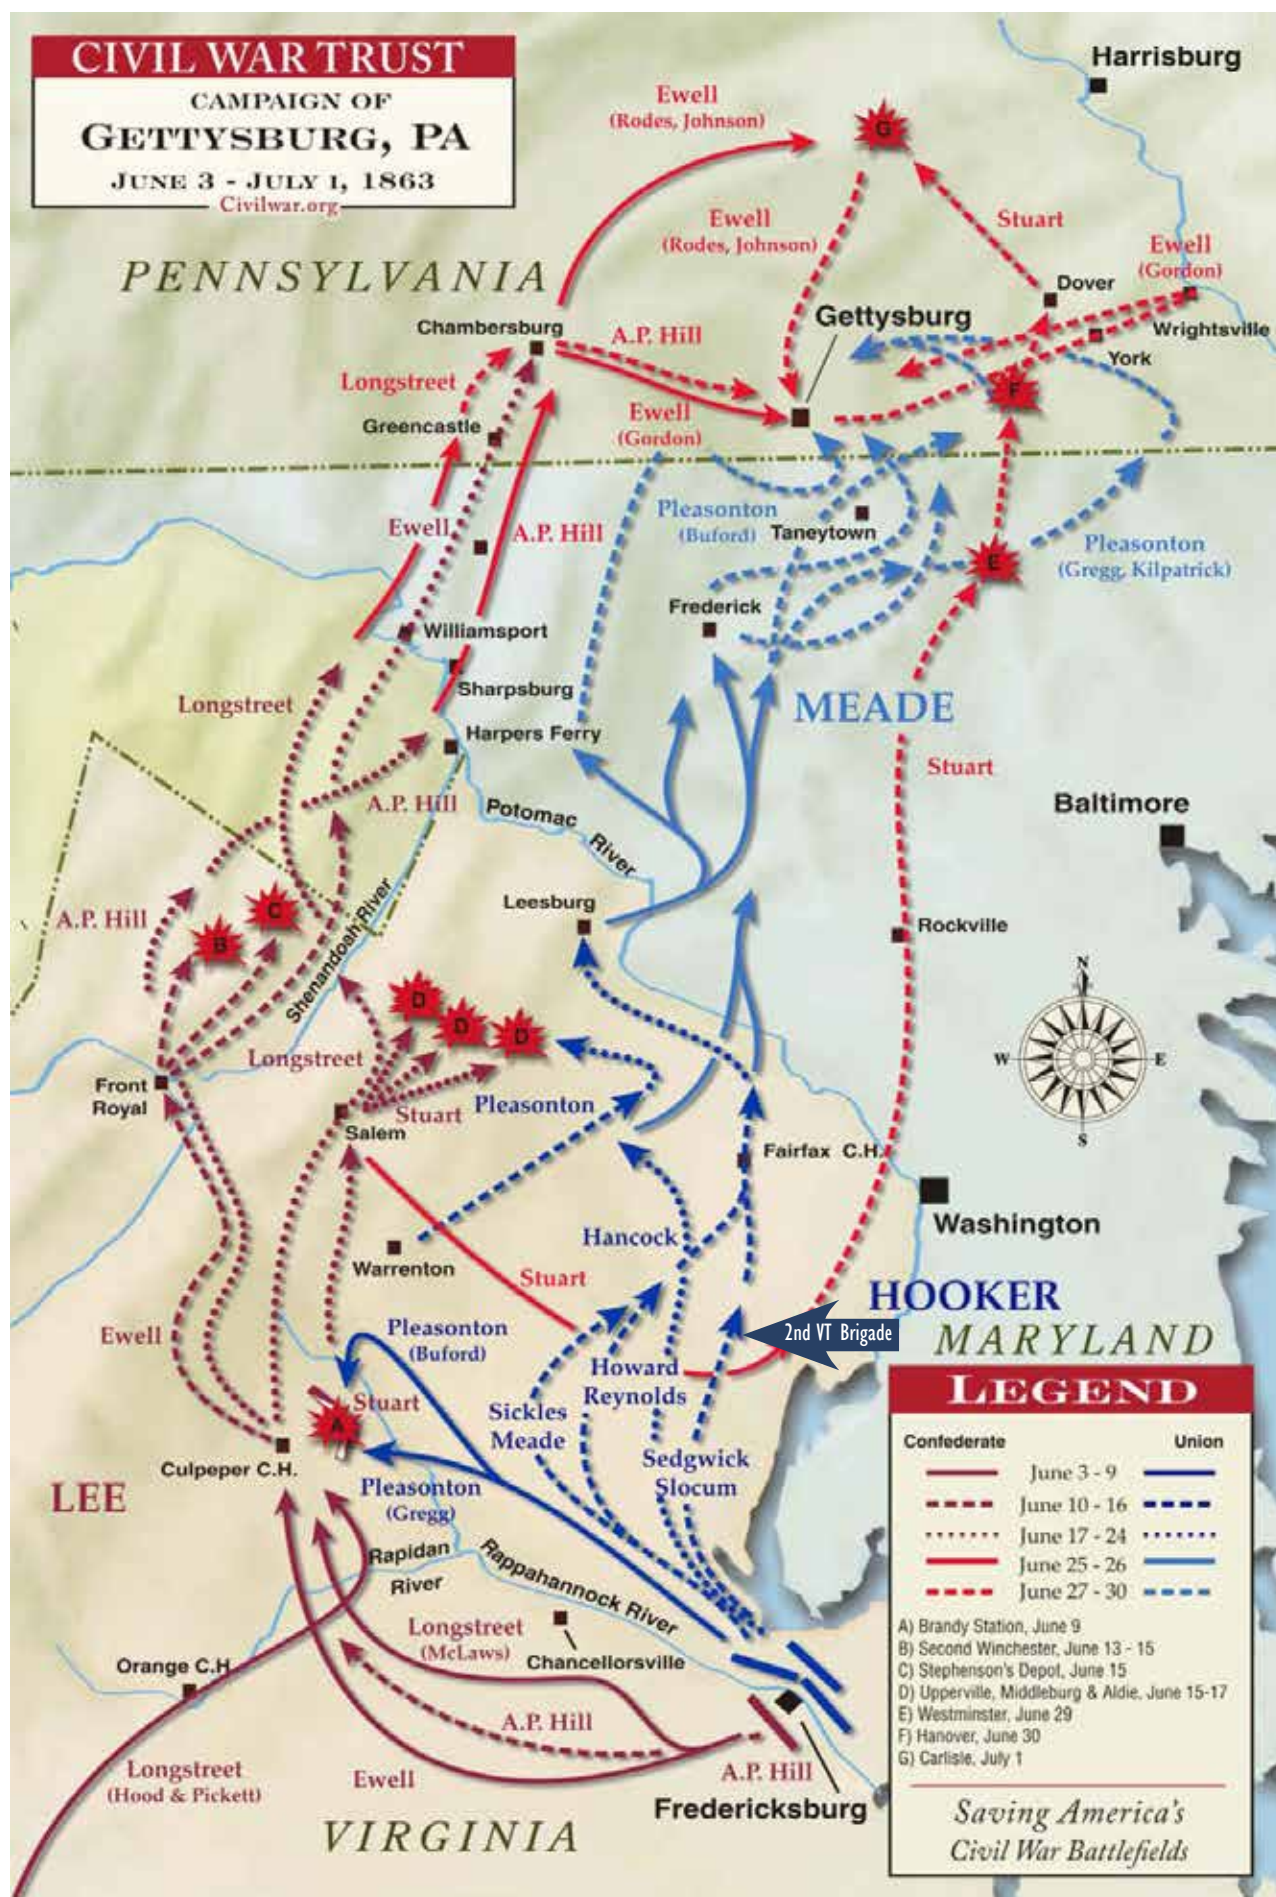 CIVIL WAR TRUST
CAMPAIGN OF
GETTYSBURG, PA
JUNE 3 - JULY 1, 1863
Civilwar.org
Harrisburg
Ewell
(Rodes, Johnson)
G
Ewell
(Rodes, Johnson)
Stuart
Ewell
(Gordon)
PENNSYLVANIA
Dover
Gettysburg
Wrightsville
Chambersburg
A.P. Hill
York
Longstreet
F
Greencastle
Ewell
(Gordon)
Ewell
A.P. Hill
Pleasonton
(Buford)
Taneytown
Pleasonton
(Gregg, Kilpatrick)
E
Frederick
Williamsport
Sharpsburg
Longstreet
MEADE
Harpers Ferry
Stuart
A.P. Hill
Potomac
River
Baltimore
Leesburg
A.P. Hill
C
B
Shenandoah River
Rockville
N
W
E
S
D
D
D
Longstreet
Front
Royal
Stuart
Pleasonton
Salem
Fairfax C.H.
Washington
Hancock
Warrenton
Stuart
HOOKER
2nd VT Brigade
MARYLAND
Ewell
Pleasonton
(Buford)
Howard
Reynolds
Stuart
A
Sickles
Meade
Sedgwick
Slocum
Culpeper C.H.
LEE
Pleasonton
(Gregg)
Rapidan
River
Rappahannock River
Longstreet
(McLaws)
Chancellorsville
Orange C.H.
A.P. Hill
Longstreet
(Hood & Pickett)
Ewell
A.P. Hill
Fredericksburg
VIRGINIA
LEGEND
Confederate Union
June 3 - 9
June 10 - 16
June 17 - 24
June 25 - 26
June 27 - 30
A) Brandy Station, June 9
B) Second Winchester, June 13 - 15
C) Stephenson's Depot, June 15
D) Upperville, Middleburg & Aldie, June 15-17
E) Westminster, June 29
F) Hanover, June 30
G) Carlisle, July 1
Saving America's
Civil War Battlefields